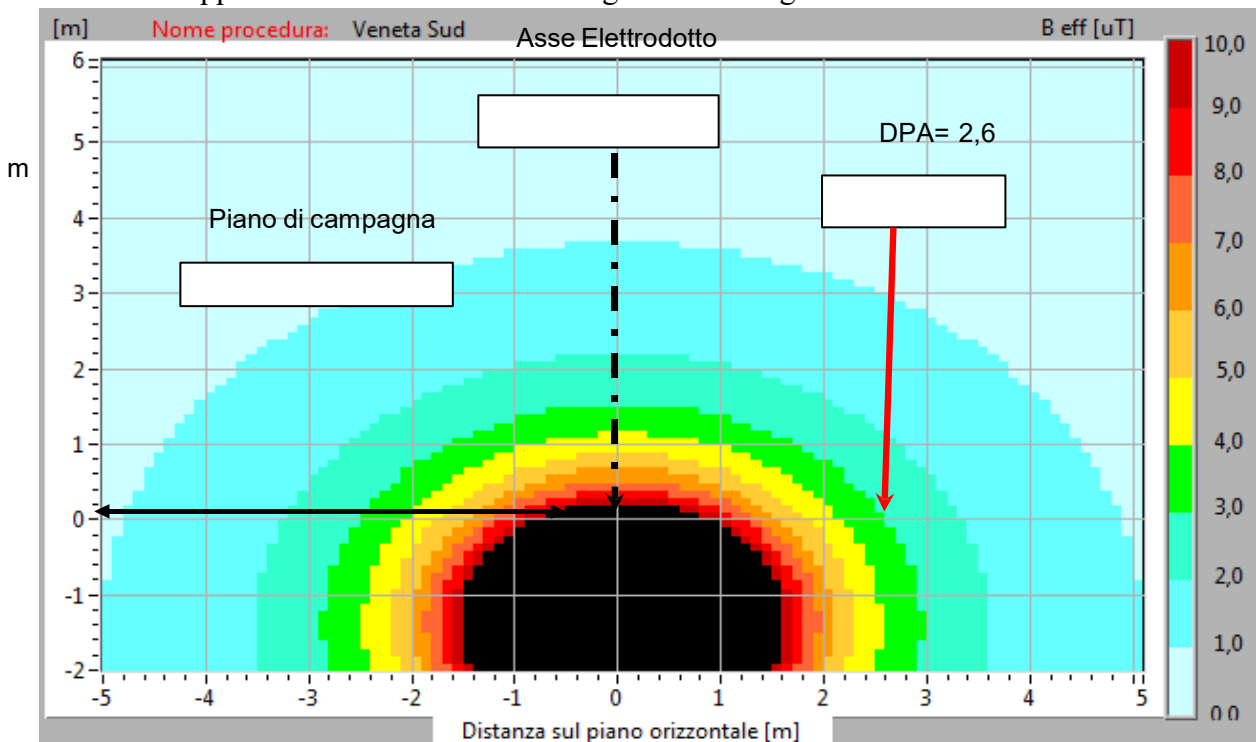 [m] Nome procedura: Veneta Sud B eff [uT]
Asse Elettrodotto
DPA= 2,6
m
Piano di campagna
6
5
4
3
2
1
0
-1
-2
-5 -4 -3 -2 -1 0 1 2 3 4 5
Distanza sul piano orizzontale [m]
10,0
9,0
8,0
7,0
6,0
5,0
4,0
3,0
2,0
1,0
0,0